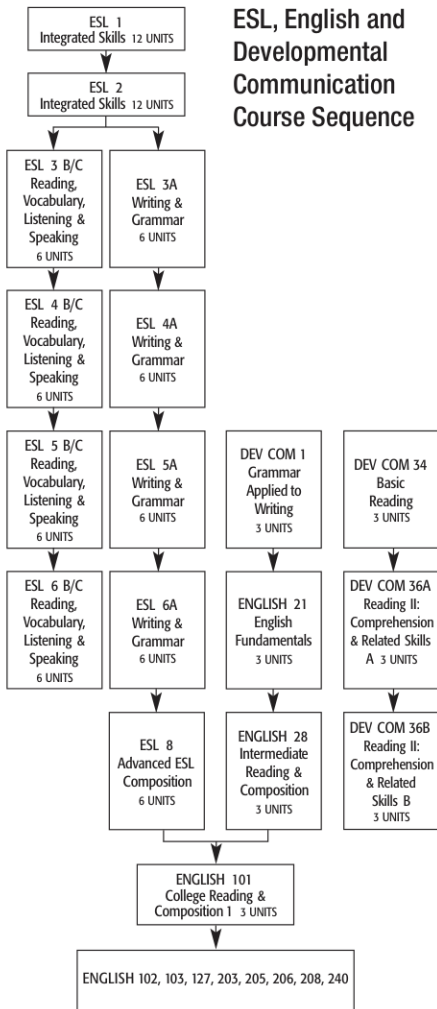 ESL, English and
Developmental
Communication
Course Sequence
ESL 1
Integrated Skills 12 UNITS
ESL 2
Integrated Skills 12 UNITS
ESL 3 B/C
Reading,
Vocabulary,
Listening &
Speaking
6 UNITS
ESL 3A
Writing &
Grammar
6 UNITS
ESL 4 B/C
Reading,
Vocabulary,
Listening &
Speaking
6 UNITS
ESL 4A
Writing &
Grammar
6 UNITS
ESL 5 B/C
Reading,
Vocabulary,
Listening &
Speaking
6 UNITS
ESL 5A
Writing &
Grammar
6 UNITS
DEV COM 1
Grammar
Applied to
Writing
3 UNITS
DEV COM 34
Basic
Reading
3 UNITS
ESL 6 B/C
Reading,
Vocabulary,
Listening &
Speaking
6 UNITS
ESL 6A
Writing &
Grammar
6 UNITS
ENGLISH 21
English
Fundamentals
3 UNITS
DEV COM 36A
Reading II:
Comprehension
& Related Skills
A 3 UNITS
ESL 8
Advanced ESL
Composition
6 UNITS
ENGLISH 28
Intermediate
Reading &
Composition
3 UNITS
DEV COM 36B
Reading II:
Comprehension
& Related
Skills B
3 UNITS
ENGLISH 101
College Reading &
Composition 1 3 UNITS
ENGLISH 102, 103, 127, 203, 205, 206, 208, 240